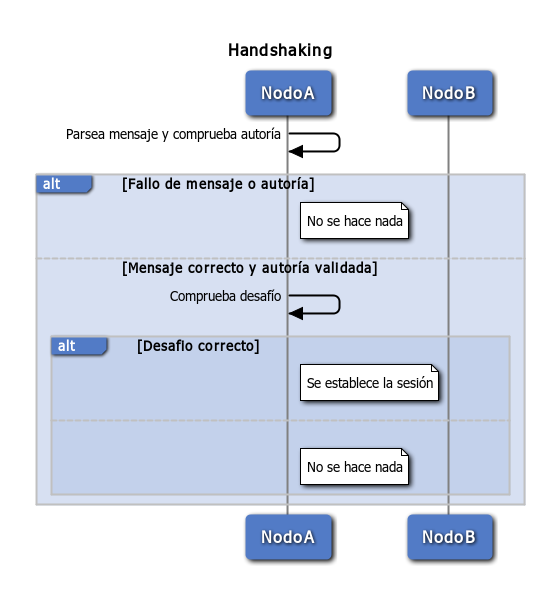 Handshaking
NodoA
NodoB
Parsea mensaje y comprueba autoría
alt
[Fallo de mensaje o autoría]
No se hace nada
[Mensaje correcto y autoría validada]
Comprueba desafío
alt
[Desafio correcto]
Se establece la sesión
No se hace nada
NodoA
NodoB